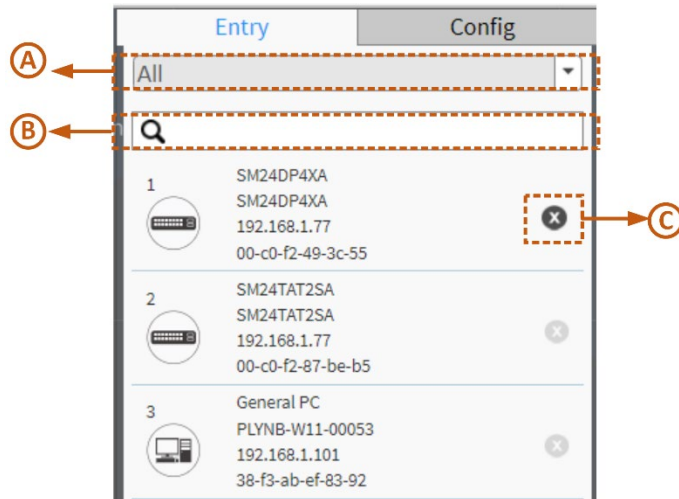 Entry Config
A
All
B
1
SM24DP4XA
SM24DP4XA
192.168.1.77
00-c0-f2-49-3c-55
C
2
SM24TAT2SA
SM24TAT2SA
192.168.1.77
00-c0-f2-87-be-b5
3
General PC
PLYNB-W11-00053
192.168.1.101
38-f3-ab-ef-83-92